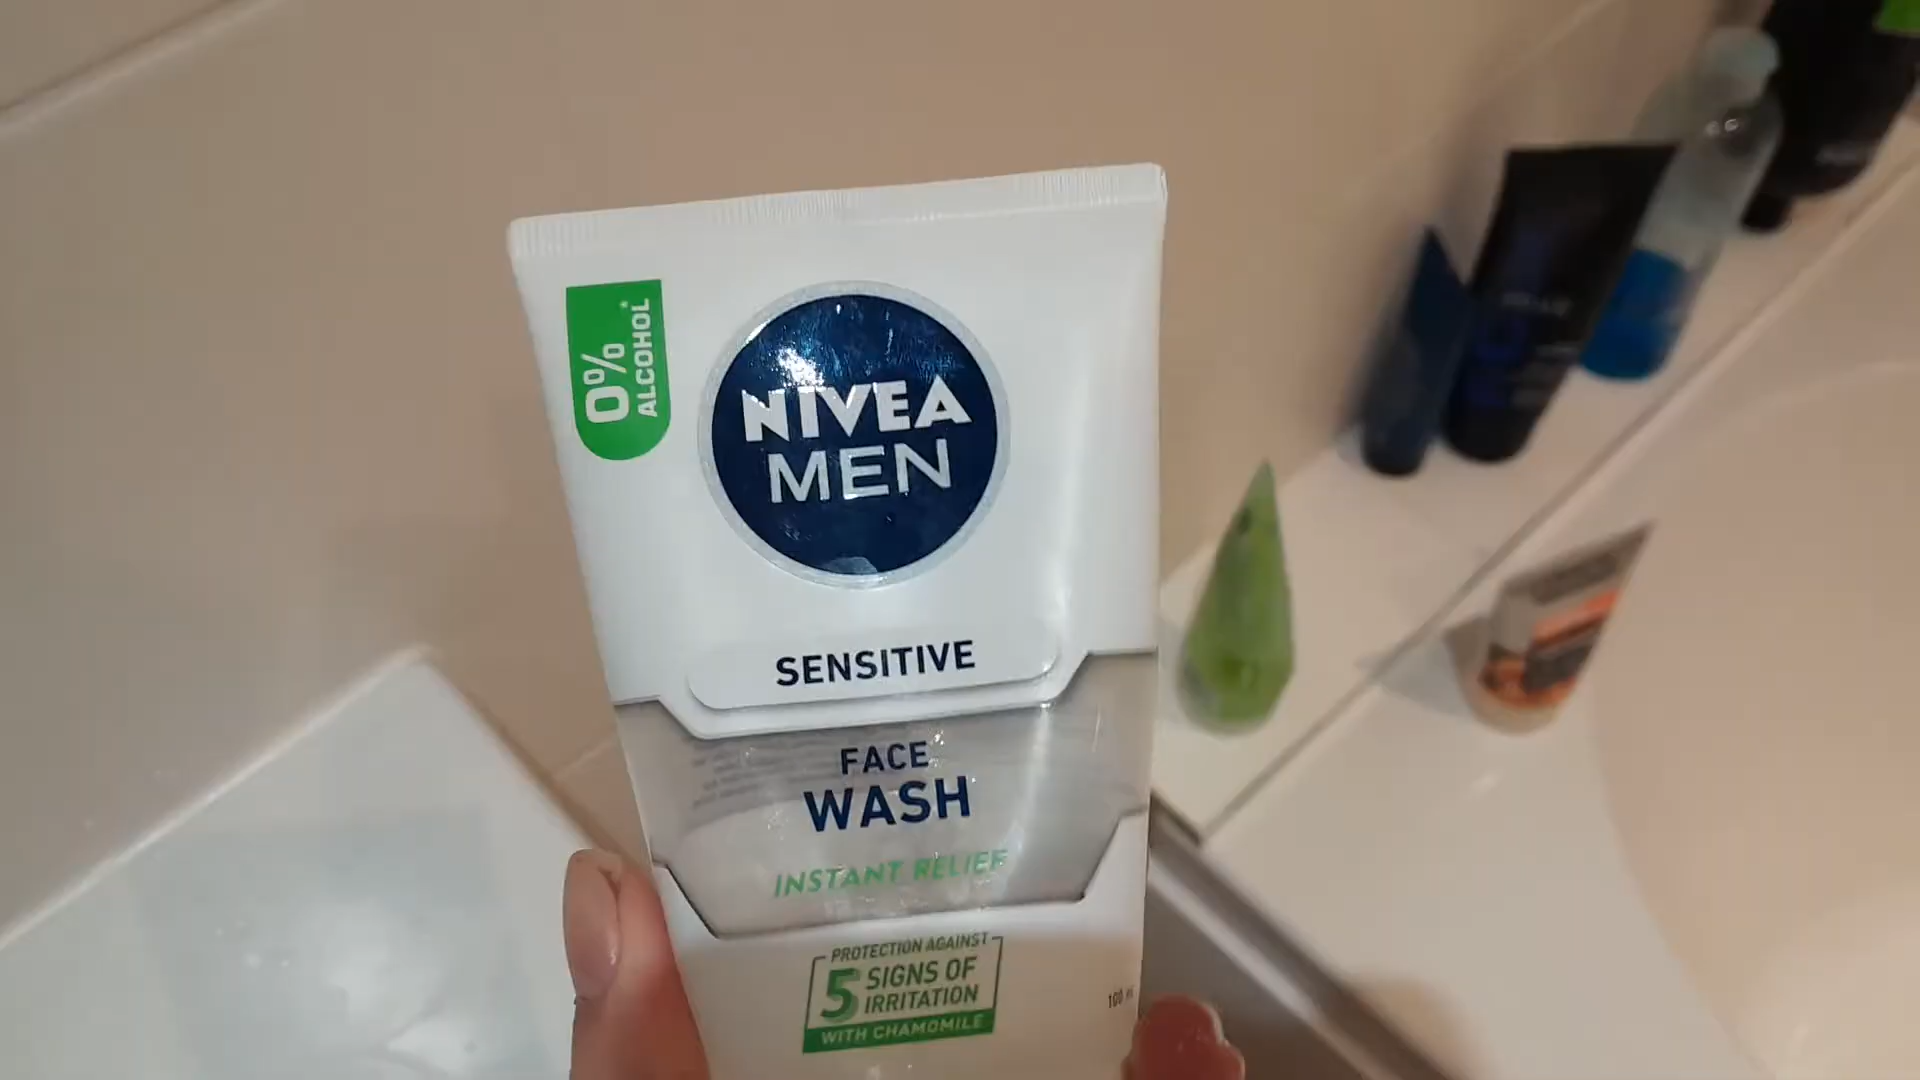 0%
ALCOHOL*
NIVEA
MEN
SENSITIVE
FACE
WASH
INSTANT RELIEF
PROTECTION AGAINST
5 SIGNS OF
IRRITATION
WITH CHAMOMILE